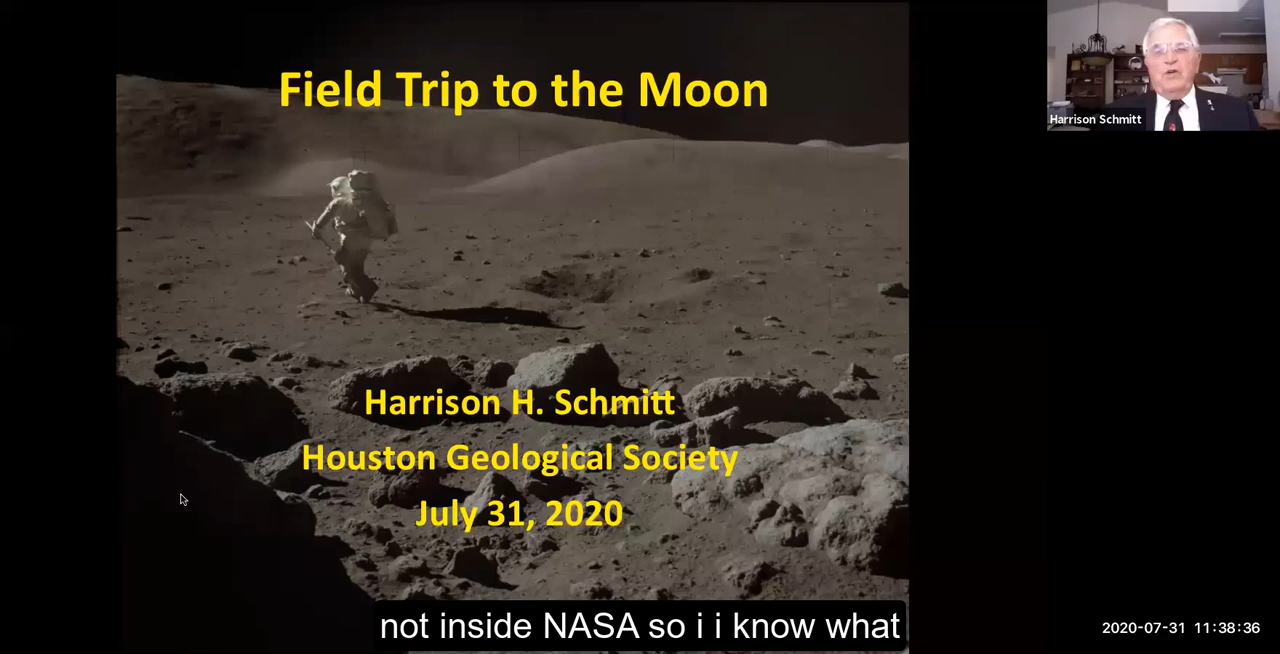 Field Trip to the Moon
Harrison Schmitt
Harrison H. Schmitt
Houston Geological Society
July 31, 2020
not inside NASA so i i know what
2020-07-31 11:38:36